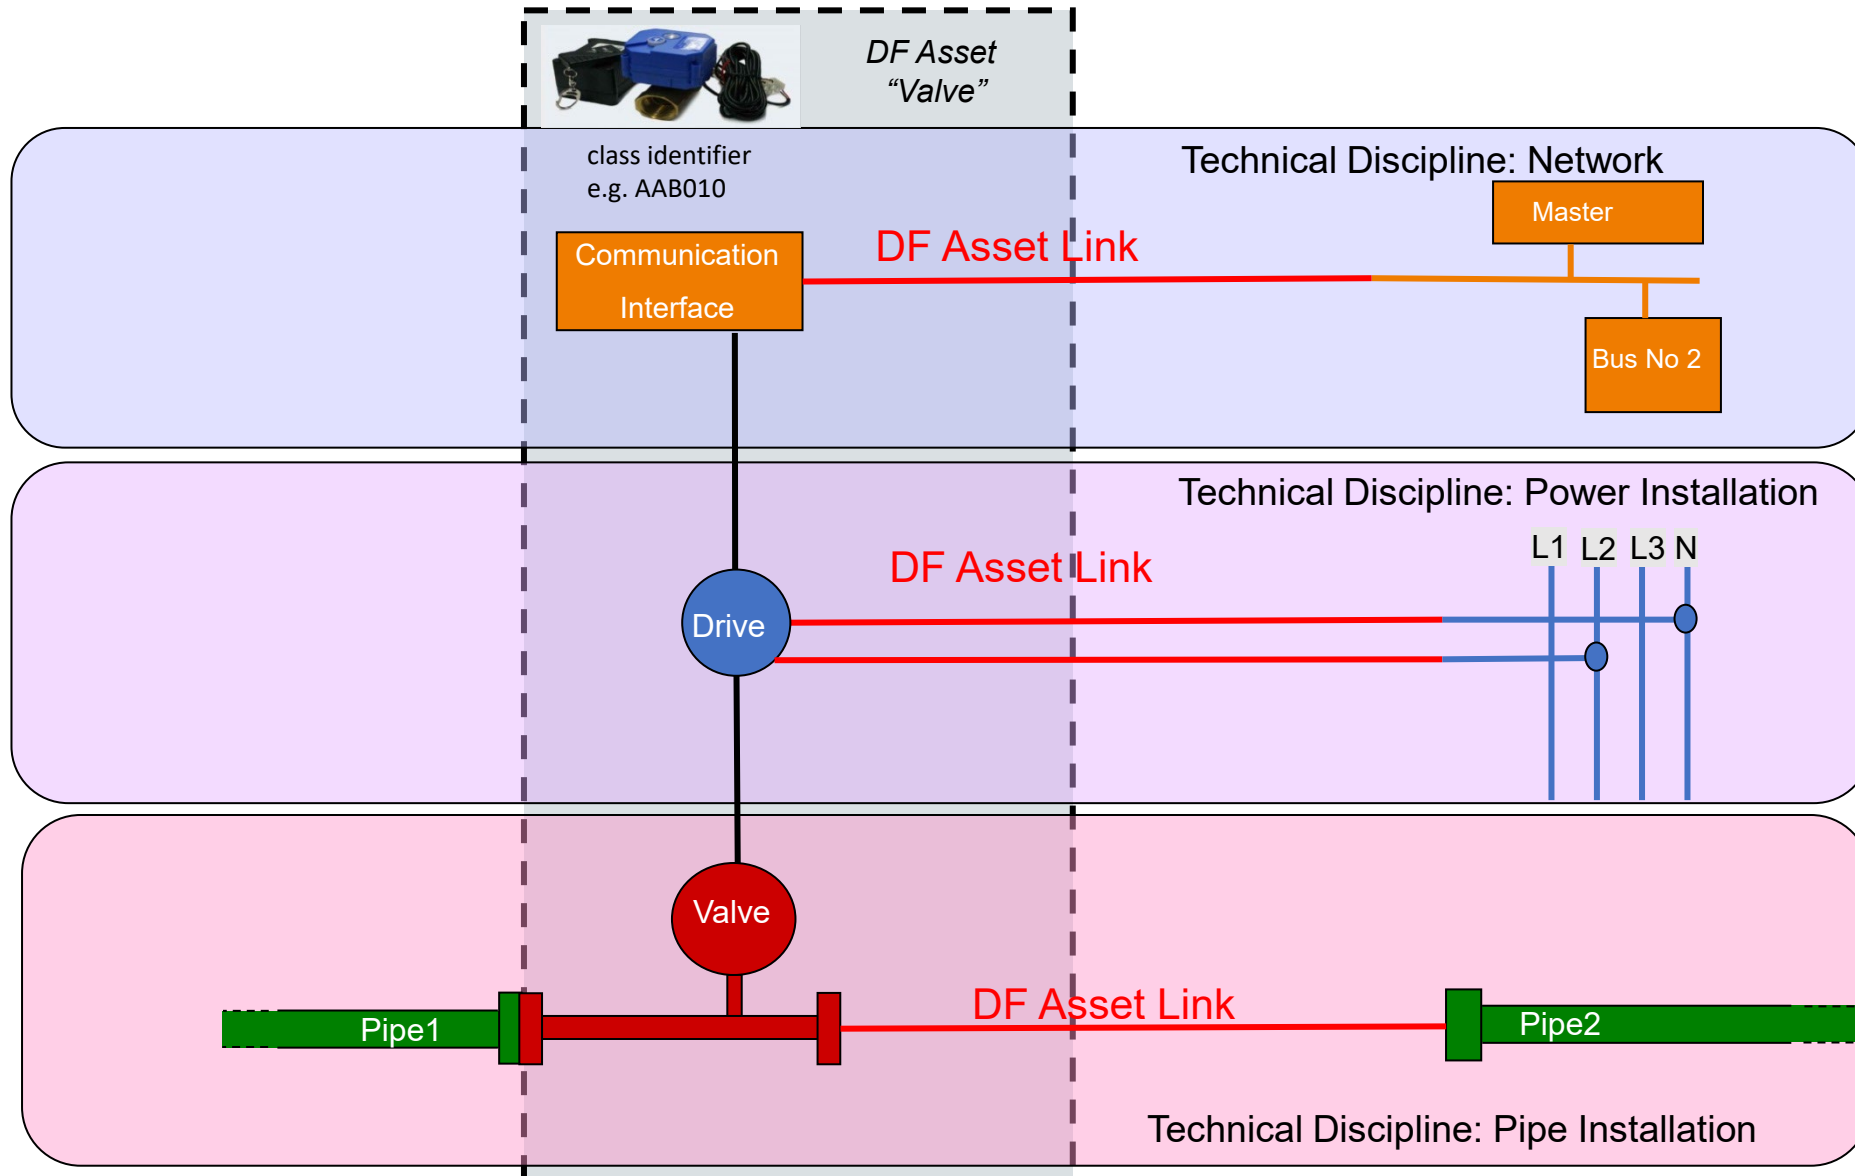 DF Asset
“Valve”
class identifier
e.g. AAB010
Technical Discipline: Network
Master
Communication
Interface
DF Asset Link
Bus No 2
Technical Discipline: Power Installation
L1 L2 L3 N
DF Asset Link
Drive
Valve
DF Asset Link
Pipe1
Pipe2
Technical Discipline: Pipe Installation